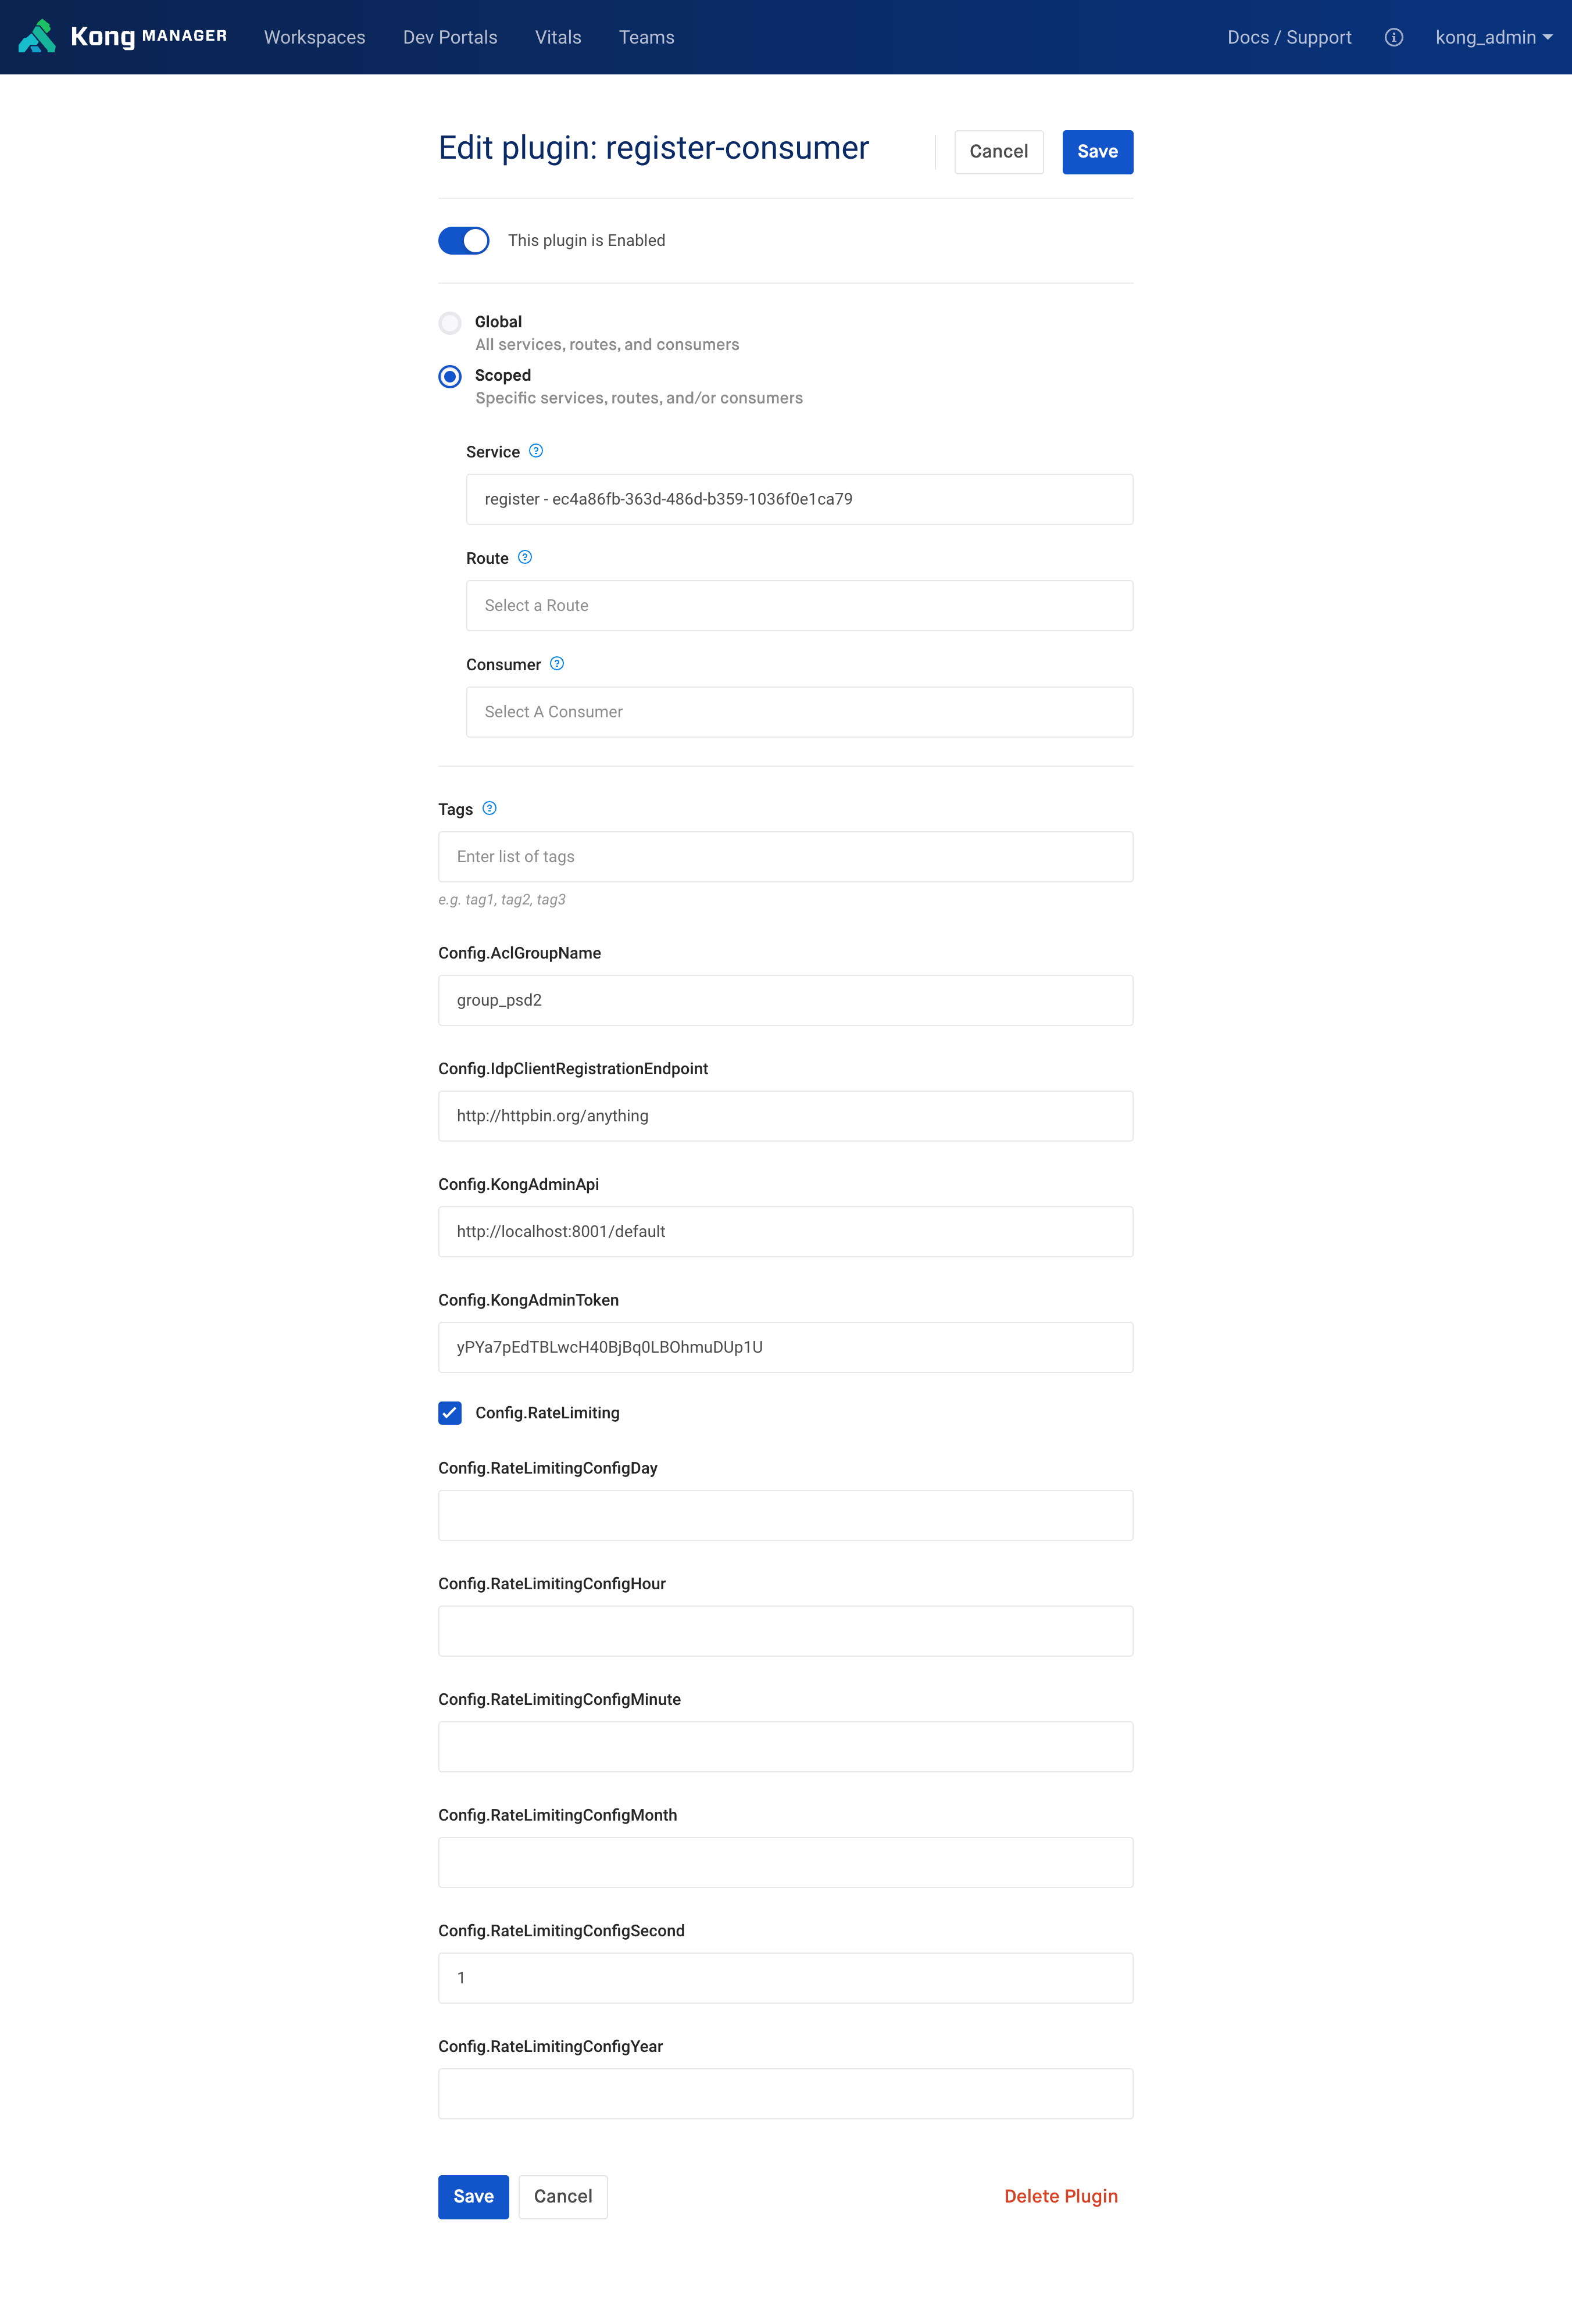 Kong MANAGER Workspaces Dev Portals Vitals Teams Docs / Support kong_admin
Edit plugin: register-consumer
Cancel
Save
This plugin is Enabled
Global
All services, routes, and consumers
Scoped
Specific services, routes, and/or consumers
Service
register - ec4a86fb-363d-486d-b359-1036f0e1ca79
Route
Select a Route
Consumer
Select A Consumer
Tags
Enter list of tags
e.g. tag1, tag2, tag3
Config.AclGroupName
group_psd2
Config.IdpClientRegistrationEndpoint
http://httpbin.org/anything
Config.KongAdminApi
http://localhost:8001/default
Config.KongAdminToken
yPYa7pEdTBLwcH40BjBq0LBOhmuDUp1U
Config.RateLimiting
Config.RateLimitingConfigDay
Config.RateLimitingConfigHour
Config.RateLimitingConfigMinute
Config.RateLimitingConfigMonth
Config.RateLimitingConfigSecond
1
Config.RateLimitingConfigYear
Save
Cancel
Delete Plugin